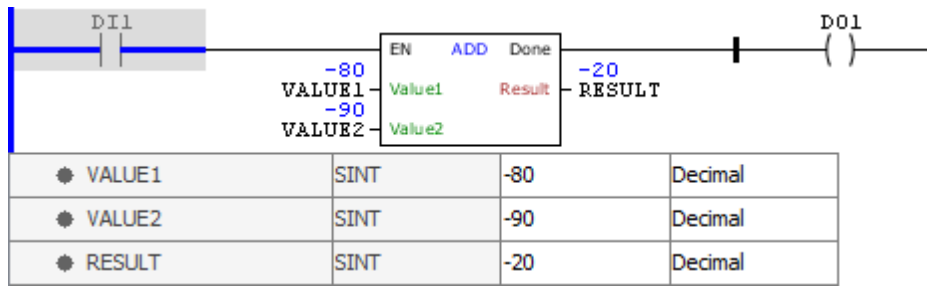 DI1 DO1
EN ADD Done
-80 -20
VALUE1 Value1 Result RESULT
-90
VALUE2 Value2
VALUE1 SINT -80 Decimal
VALUE2 SINT -90 Decimal
RESULT SINT -20 Decimal